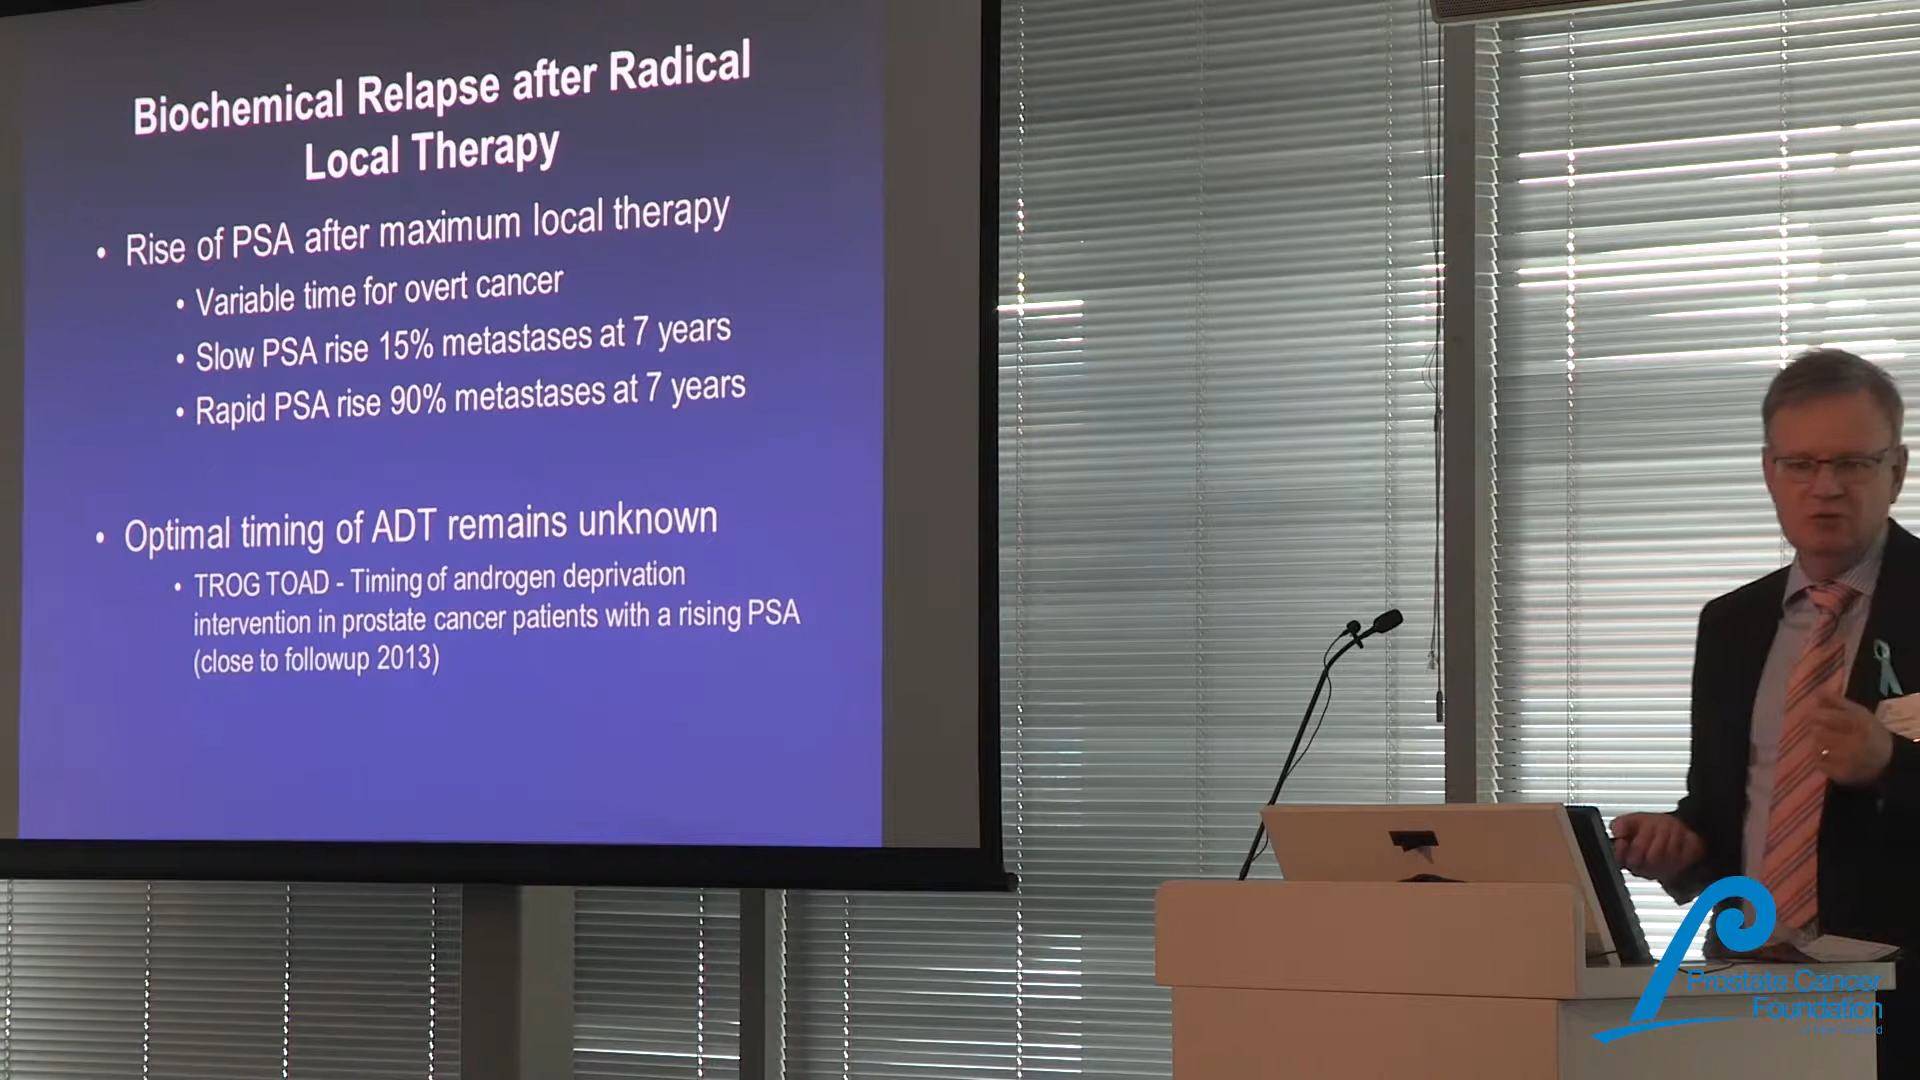 Biochemical Relapse after Radical
Local Therapy
• Rise of PSA after maximum local therapy
• Variable time for overt cancer
• Slow PSA rise 15% metastases at 7 years
• Rapid PSA rise 90% metastases at 7 years
• Optimal timing of ADT remains unknown
• TROG TOAD - Timing of androgen deprivation
intervention in prostate cancer patients with a rising PSA
(close to followup 2013)
Prostate Cancer
Foundation